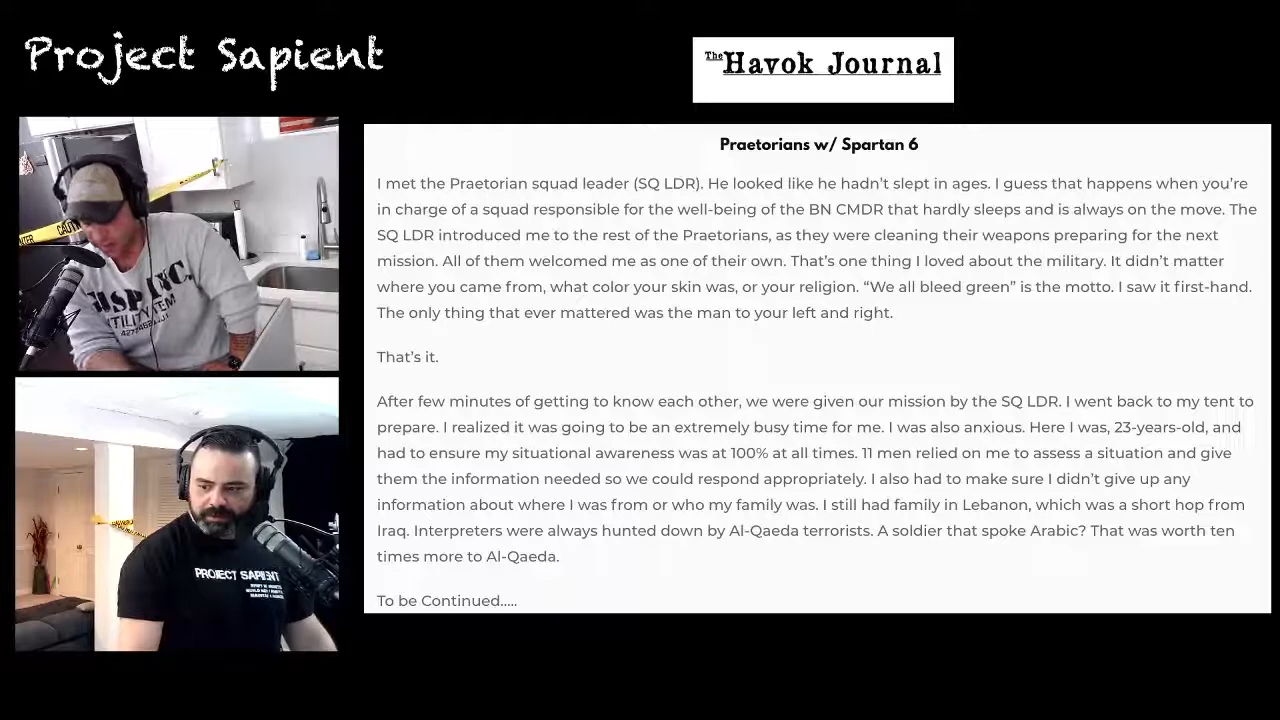 Project Sapient
The Havok Journal
Praetorians w/ Spartan 6
I met the Praetorian squad leader (SQ LDR). He looked like he hadn’t slept in ages. I guess that happens when you’re
in charge of a squad responsible for the well-being of the BN CMDR that hardly sleeps and is always on the move. The
SQ LDR introduced me to the rest of the Praetorians, as they were cleaning their weapons preparing for the next
mission. All of them welcomed me as one of their own. That’s one thing I loved about the military. It didn’t matter
where you came from, what color your skin was, or your religion. “We all bleed green” is the motto. I saw it first-hand.
The only thing that ever mattered was the man to your left and right.
That’s it.
After few minutes of getting to know each other, we were given our mission by the SQ LDR. I went back to my tent to
prepare. I realized it was going to be an extremely busy time for me. I was also anxious. Here I was, 23-years-old, and
had to ensure my situational awareness was at 100% at all times. 11 men relied on me to assess a situation and give
them the information needed so we could respond appropriately. I also had to make sure I didn’t give up any
information about where I was from or who my family was. I still had family in Lebanon, which was a short hop from
Iraq. Interpreters were always hunted down by Al-Qaeda terrorists. A soldier that spoke Arabic? That was worth ten
times more to Al-Qaeda.
To be Continued.....
CAUTION
INC.
PROJECT SAPIENT